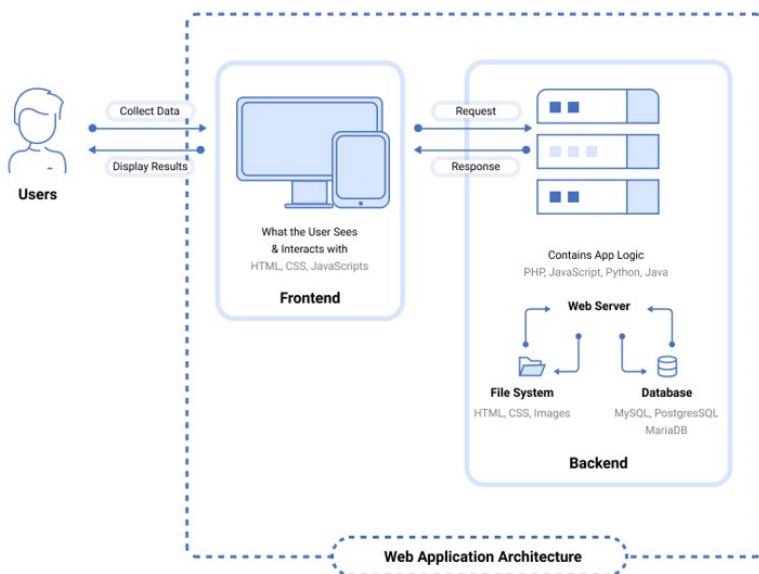 Collect Data
Display Results
Users
What the User Sees
& Interacts with
HTML, CSS, JavaScripts
Frontend
Request
Response
Contains App Logic
PHP, JavaScript, Python, Java
Web Server
File System
HTML, CSS, Images
Database
MySQL, PostgresSQL
MariaDB
Backend
Web Application Architecture